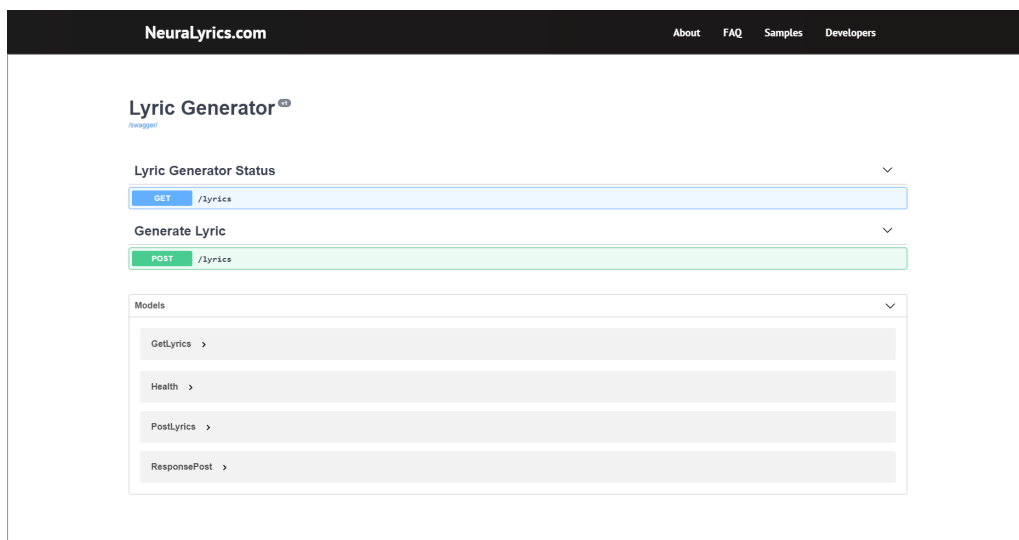 NeuraLyrics.com About FAQ Samples Developers
Lyric Generator v1
/swagger/
Lyric Generator Status
GET /lyrics
Generate Lyric
POST /lyrics
Models
GetLyrics
Health
PostLyrics
ResponsePost